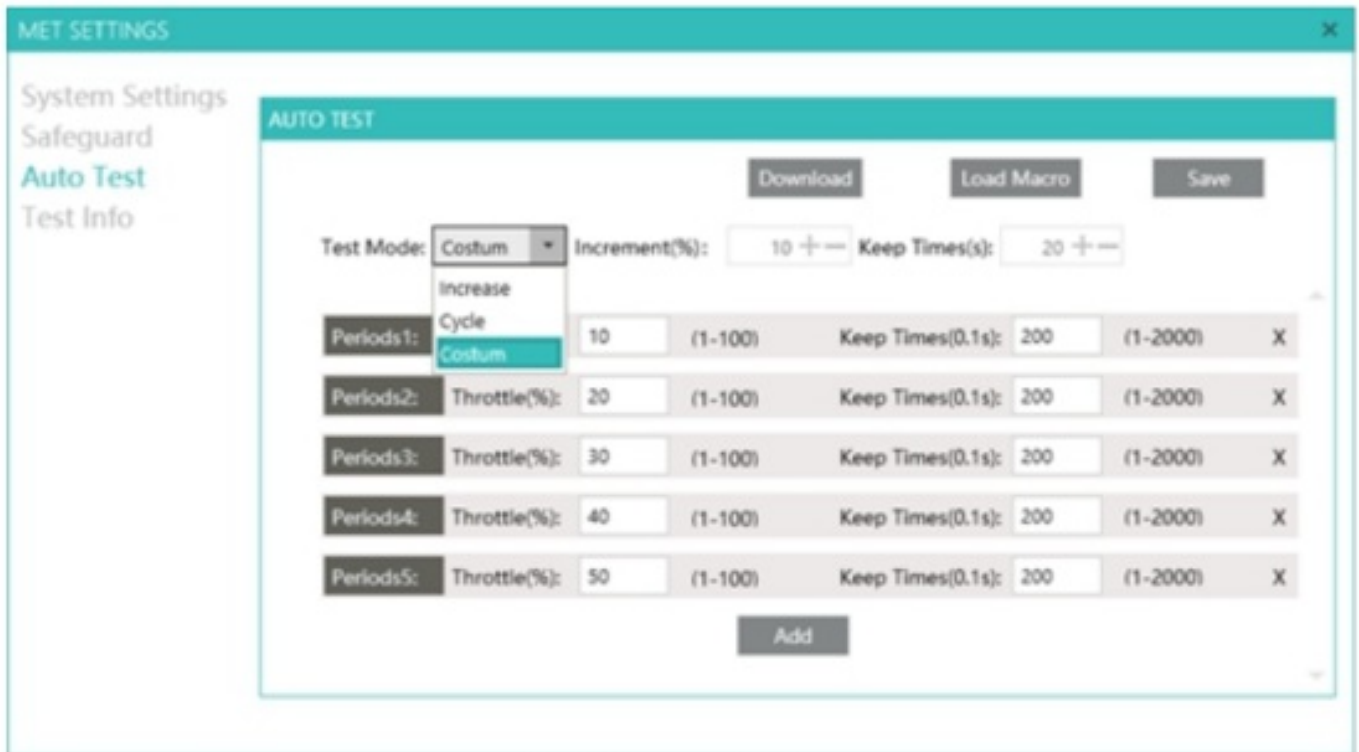 MET SETTINGS ×
System Settings
Safeguard
Auto Test
Test Info
AUTO TEST
Download Load Macro Save
Test Mode: Costum Increment(%): 10 +− Keep Times(s): 20 +−
Increase
Cycle
Costum
Periods1: 10 (1-100) Keep Times(0.1s): 200 (1-2000) X
Periods2: Throttle(%): 20 (1-100) Keep Times(0.1s): 200 (1-2000) X
Periods3: Throttle(%): 30 (1-100) Keep Times(0.1s): 200 (1-2000) X
Periods4: Throttle(%): 40 (1-100) Keep Times(0.1s): 200 (1-2000) X
Periods5: Throttle(%): 50 (1-100) Keep Times(0.1s): 200 (1-2000) X
Add